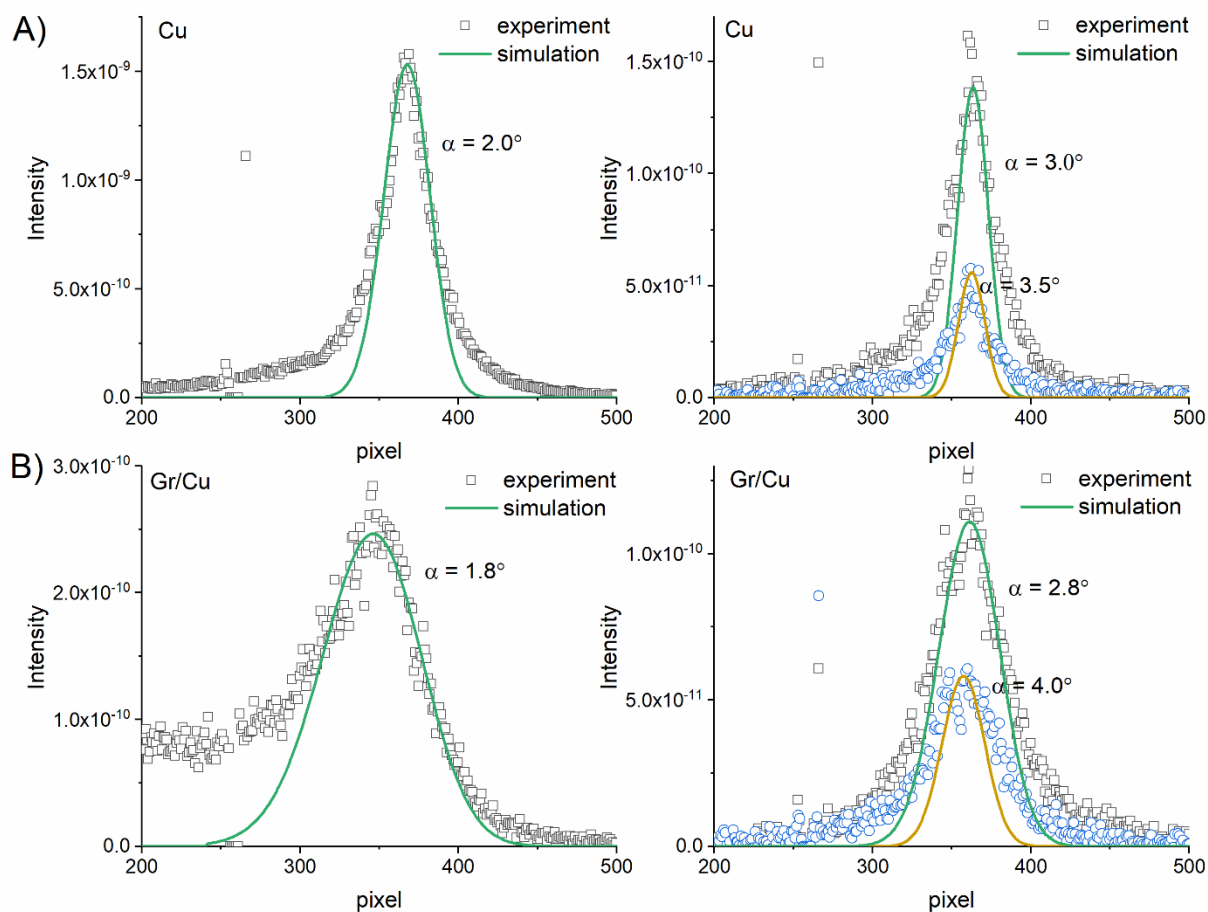 A)
Cu
experiment
simulation
α = 2.0°
Intensity
1.5x10⁻⁹
1.0x10⁻⁹
5.0x10⁻¹⁰
0.0
200
300
400
500
pixel
Cu
experiment
simulation
α = 3.0°
α = 3.5°
Intensity
1.5x10⁻¹⁰
1.0x10⁻¹⁰
5.0x10⁻¹¹
0.0
200
300
400
500
pixel
B)
Gr/Cu
experiment
simulation
α = 1.8°
Intensity
3.0x10⁻¹⁰
2.0x10⁻¹⁰
1.0x10⁻¹⁰
0.0
200
300
400
500
pixel
Gr/Cu
experiment
simulation
α = 2.8°
α = 4.0°
Intensity
1.0x10⁻¹⁰
5.0x10⁻¹¹
0.0
200
300
400
500
pixel